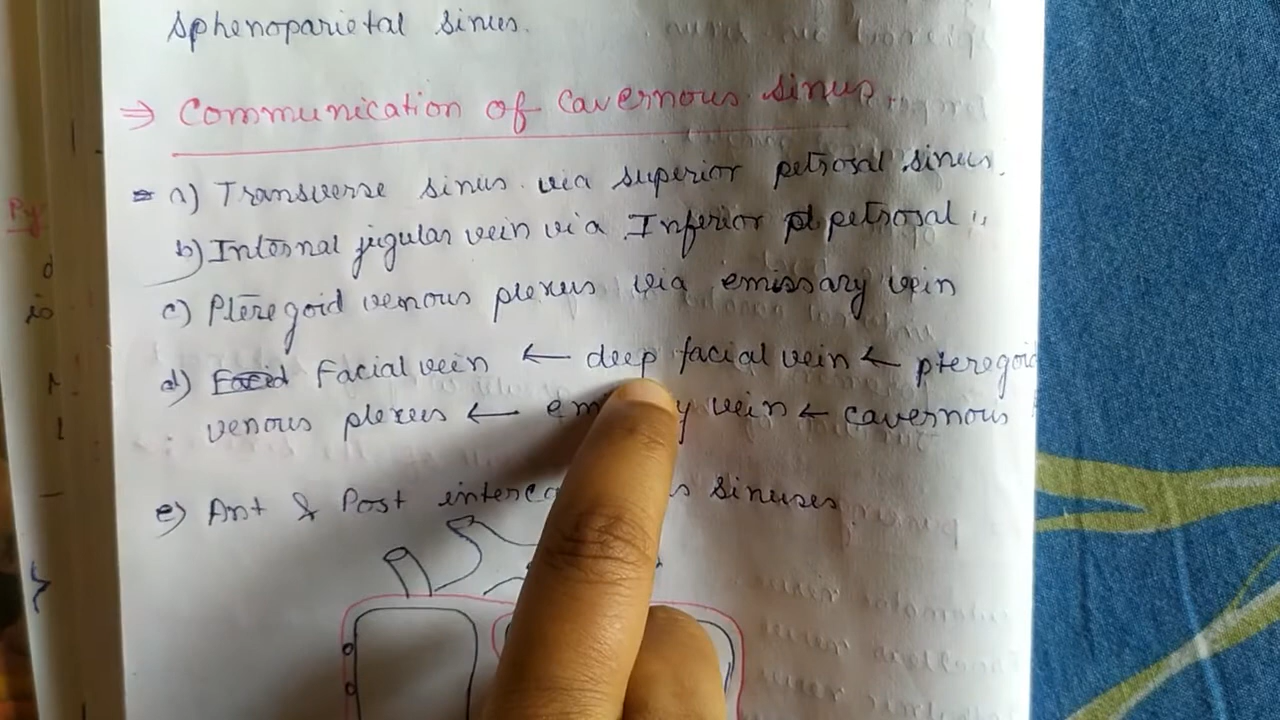 Sphenoparietal sinus.
⇒ Communication of cavernous sinus.
a) Transverse sinus via superior petrosal sinus.
b) Internal jugular vein via Inferior petrosal "
c) Pteregoid venous plexus via emissary vein
d) Facial vein ← deep facial vein ← pteregoid
venous plexus ← vein ← cavernous
e) Ant & Post sinuses.